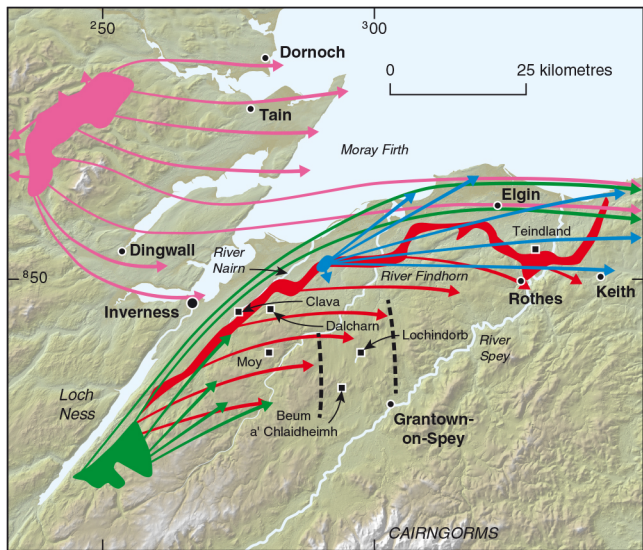 250
300
Dornoch
0
25 kilometres
Tain
Moray Firth
Elgin
Teindland
Dingwall
River
Nairn
850
River Findhorn
Inverness
Clava
Rothes
Keith
Dalcharn
Lochindorb
River
Spey
Moy
Loch
Ness
Beum
a' Chlaidheimh
Grantown-
on-Spey
CAIRNGORMS